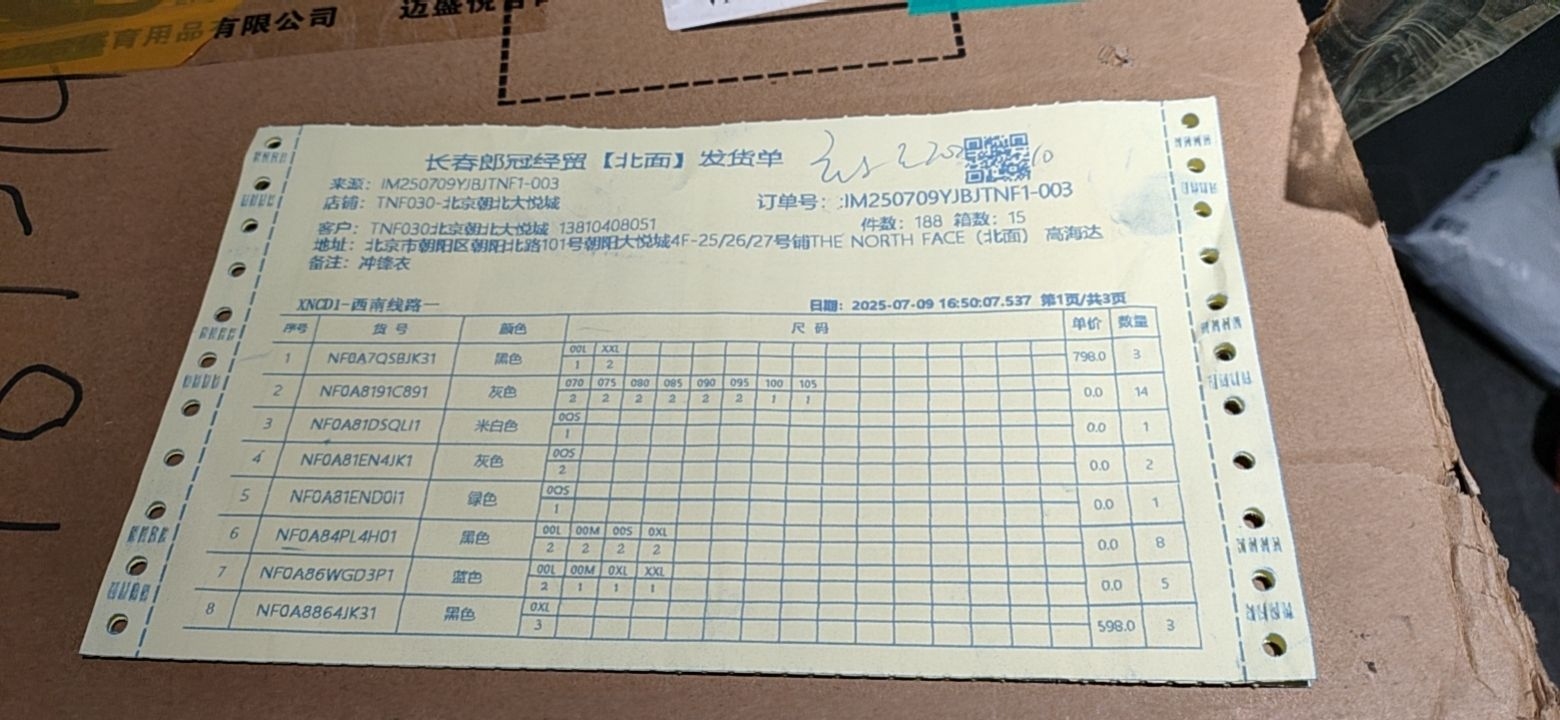 育用品有限公司
长春郎冠经贸【北面】发货单
来源：IM250709YJBJTNF1-003
订单号：:IM250709YJBJTNF1-003
店铺：TNF030-北京朝北大悦城
件数：188 箱数：15
客户：TNF030北京朝北大悦城 13810408051
地址：北京市朝阳区朝阳北路101号朝阳大悦城4F-25/26/27号铺THE NORTH FACE（北面） 高海达
备注：冲锋衣
XNCD1-西南线路一
日期：2025-07-09 16:50:07.537 第1页/共3页
序号 货号 颜色 尺码 单价 数量
00L XXL
1 NF0A7QSBJK31 黑色 1 2 798.0 3
070 075 080 085 090 095 100 105
2 NF0A8191C891 灰色 2 2 2 2 2 2 1 1 0.0 14
0OS
3 NF0A81DSQLI1 米白色 1 0.0 1
0OS
4 NF0A81EN4JK1 灰色 2 0.0 2
0OS
5 NF0A81END0I1 绿色 1 0.0 1
00L 00M 00S 0XL
6 NF0A84PL4H01 黑色 2 2 2 2 0.0 8
00L 00M 0XL XXL
7 NF0A86WGD3P1 蓝色 2 1 1 1 0.0 5
0XL
8 NF0A8864JK31 黑色 3 598.0 3